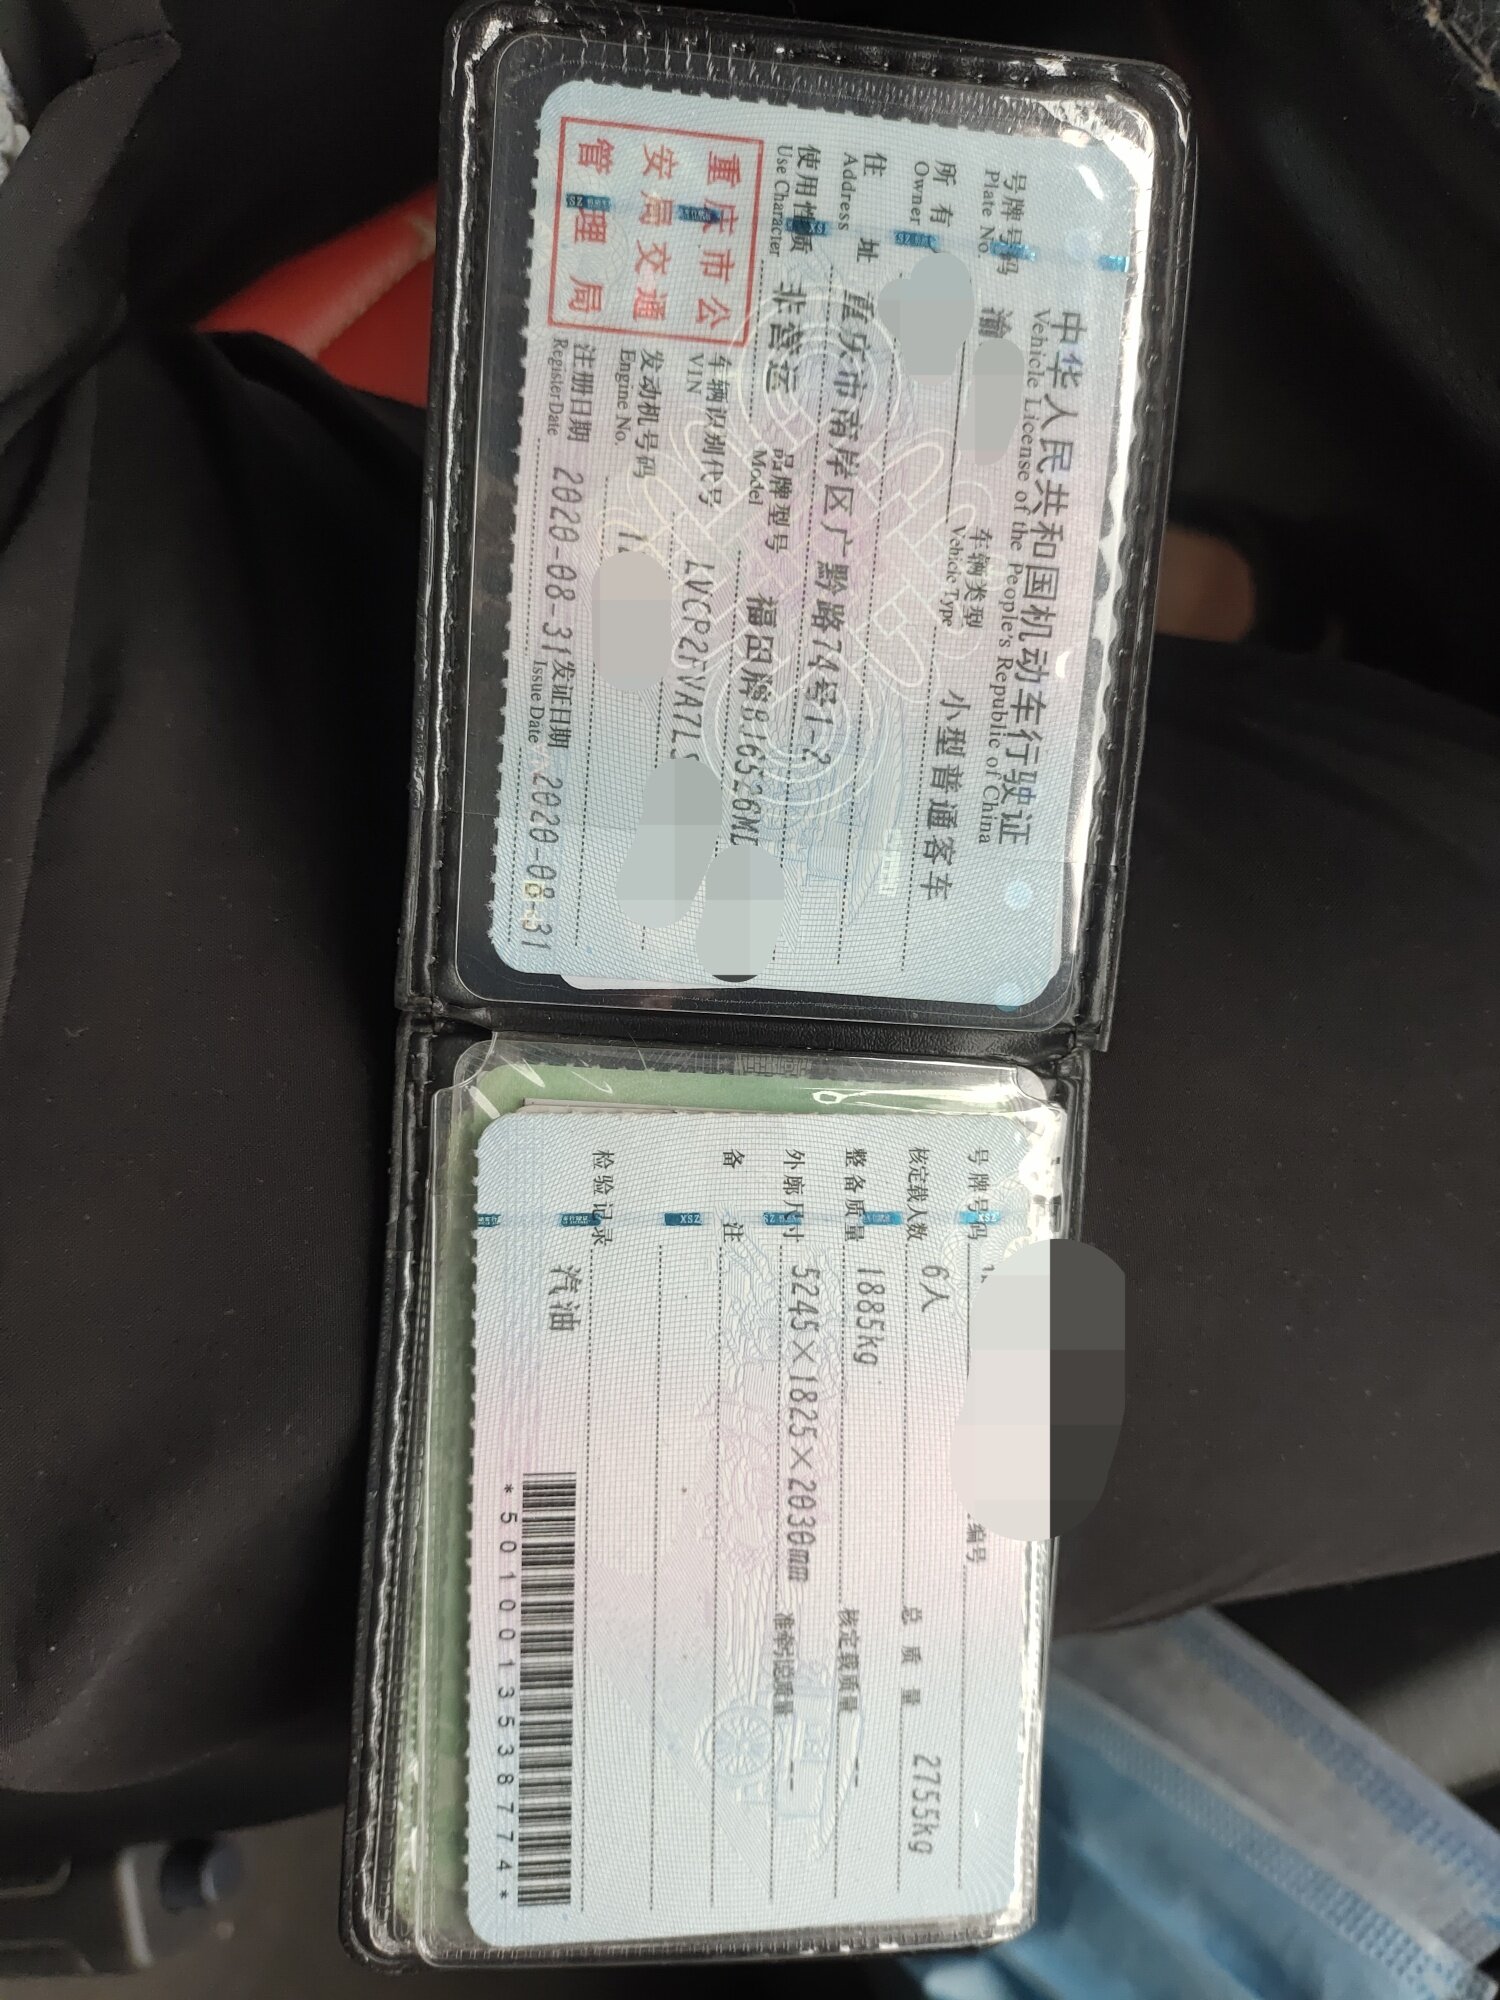 中华人民共和国机动车行驶证
Vehicle License of the People's Republic of China
号牌号码 渝 车辆类型 小型普通客车
Plate No. Vehicle Type
所有
Owner
住址 重庆市南岸区广黔路74号1-2
Address
使用性质 非营运 品牌型号 福田牌BJ6526M
Use Character Model
重庆市公
安局交通
管理局
车辆识别代号 LVCP2FVA7L
VIN
发动机号码
Engine No.
注册日期 2020-08-31 发证日期 2020-08-31
Register Date Issue Date
号牌号码 编号
核定载人数 6人 总质量 2755kg
整备质量 1885kg 核定载质量 --
外廓尺寸 5245×1825×2030mm 准牵引总质量 --
备注
检验记录
汽油
*5010013538774*